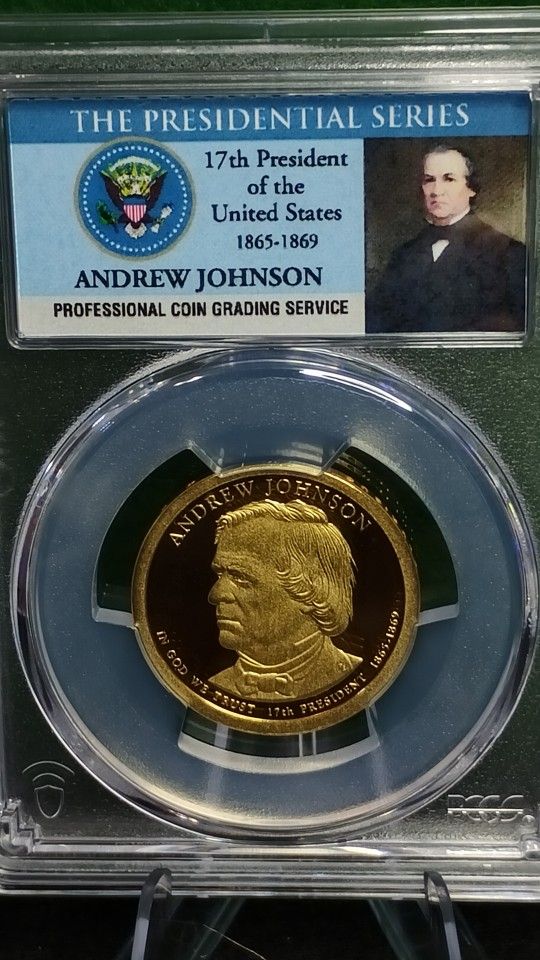 THE PRESIDENTIAL SERIES
17th President
of the
United States
1865-1869
ANDREW JOHNSON
PROFESSIONAL COIN GRADING SERVICE
ANDREW JOHNSON
IN GOD WE TRUST 17th PRESIDENT 1865-1869
PCGS